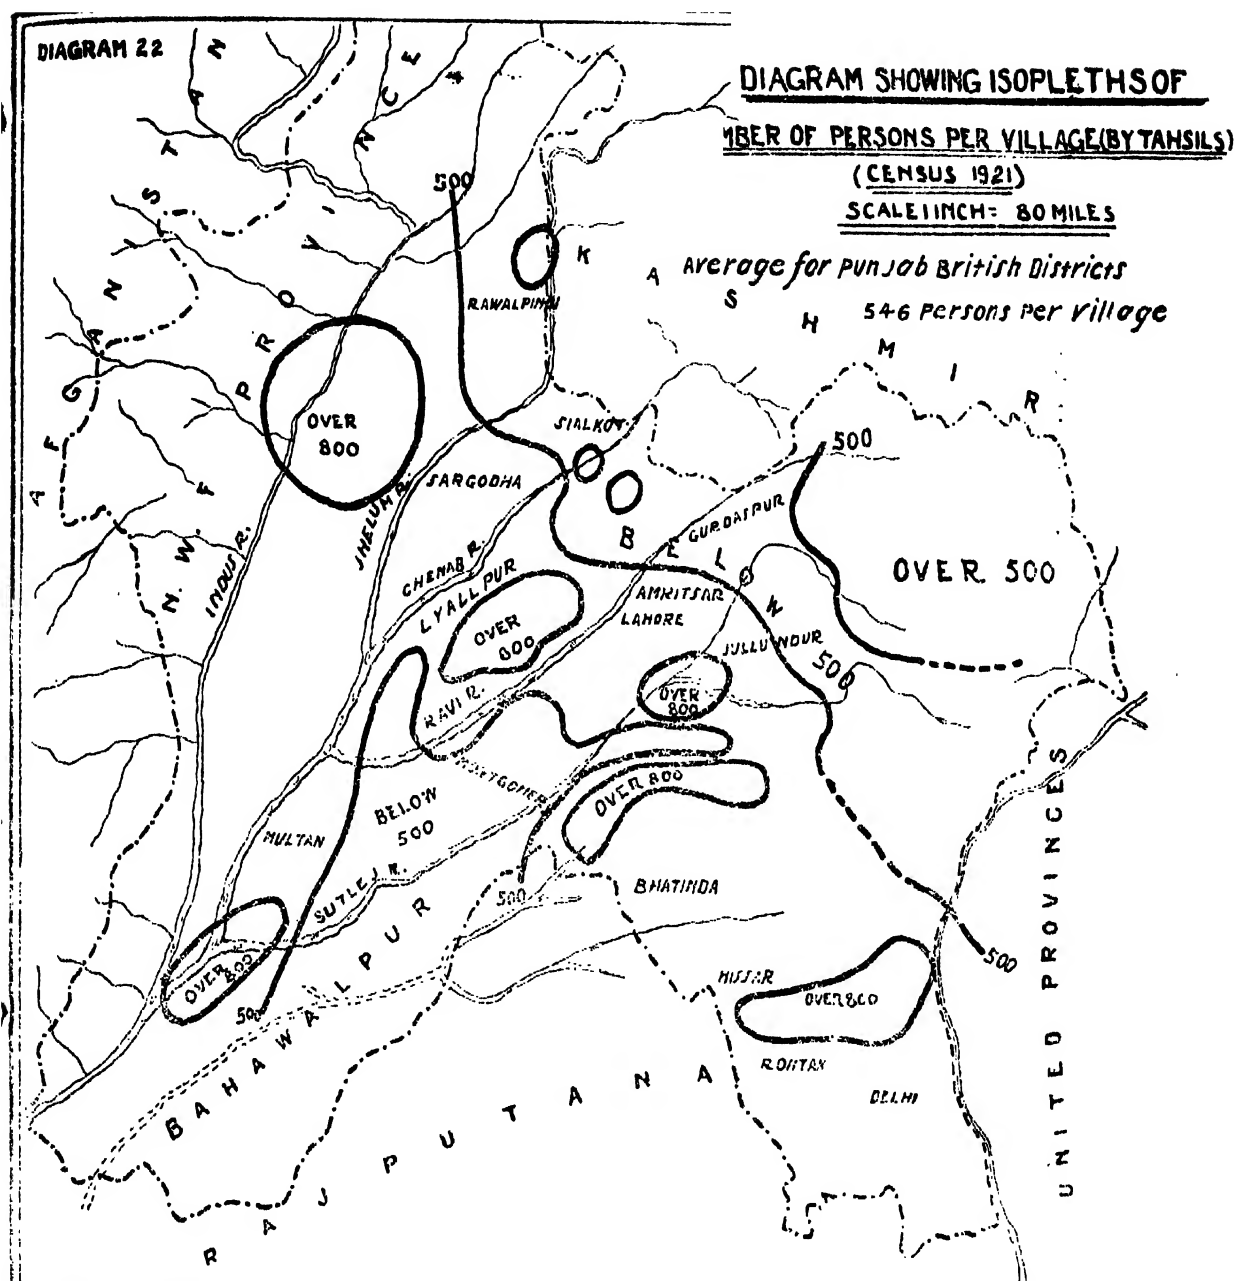 DIAGRAM 22
DIAGRAM SHOWING ISOPLETHS OF
MBER OF PERSONS PER VILLAGE (BY TAHSILS)
(CENSUS 1921)
SCALE 1 INCH = 80 MILES
Average for Punjab British Districts
546 Persons Per Village
AFGANISTAN
N. W. F PROVINCE
KASHMIR
500
RAWALPINDI
OVER
800
SIALKOT
500
SARGODHA
JHELUM R.
GURDASPUR
BELOW
500
OVER 500
INDUS R.
CHENAB R.
LYALLPUR
AMRITSAR
LAHORE
OVER
800
JULLUNDUR
OVER
800
RAVI R.
MONTGOMERY
OVER 800
BELOW
500
MULTAN
SUTLEJ R.
BHATINDA
500
OVER
800
500
HISSAR
OVER 800
500
ROHTAK
DELHI
BAHAWALPUR
RAJPUTANA
UNITED PROVINCES